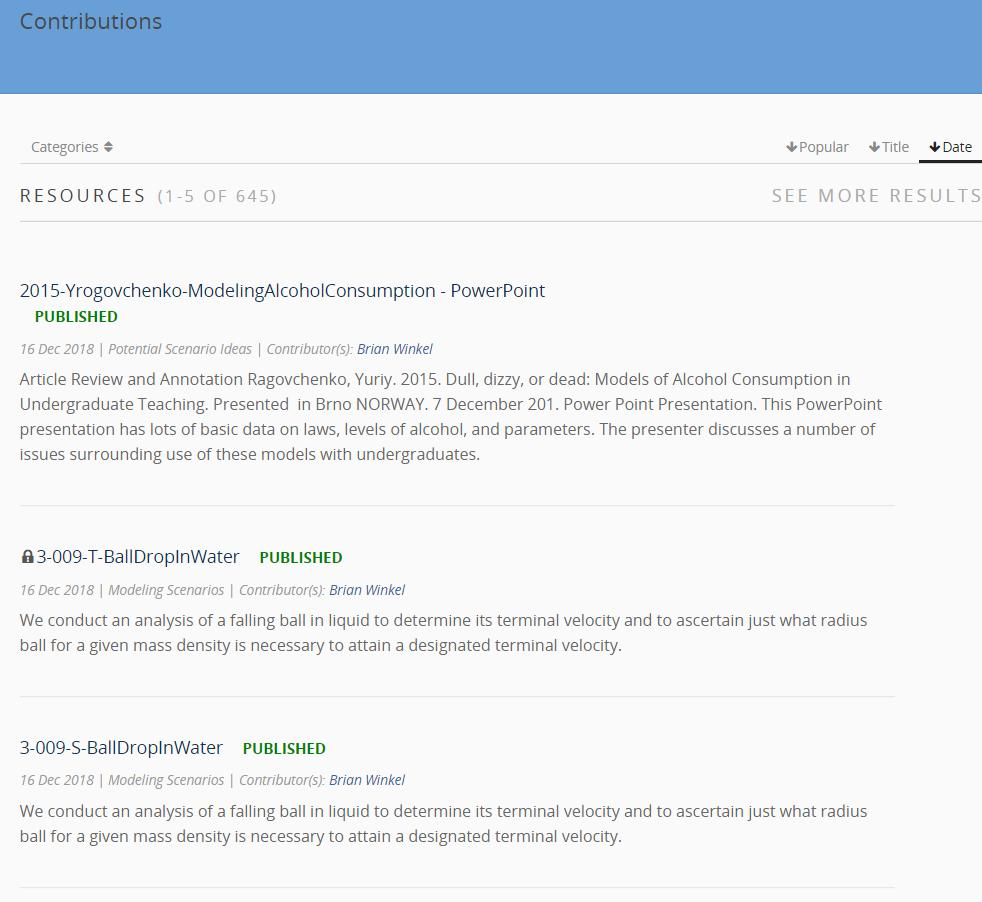 Contributions
Categories
Popular Title Date
RESOURCES (1-5 OF 645) SEE MORE RESULTS
2015-Yrogovchenko-ModelingAlcoholConsumption - PowerPoint
PUBLISHED
16 Dec 2018 | Potential Scenario Ideas | Contributor(s): Brian Winkel
Article Review and Annotation Ragovchenko, Yuriy. 2015. Dull, dizzy, or dead: Models of Alcohol Consumption in
Undergraduate Teaching. Presented  in Brno NORWAY. 7 December 201. Power Point Presentation. This PowerPoint
presentation has lots of basic data on laws, levels of alcohol, and parameters. The presenter discusses a number of
issues surrounding use of these models with undergraduates.
3-009-T-BallDropInWater PUBLISHED
16 Dec 2018 | Modeling Scenarios | Contributor(s): Brian Winkel
We conduct an analysis of a falling ball in liquid to determine its terminal velocity and to ascertain just what radius
ball for a given mass density is necessary to attain a designated terminal velocity.
3-009-S-BallDropInWater PUBLISHED
16 Dec 2018 | Modeling Scenarios | Contributor(s): Brian Winkel
We conduct an analysis of a falling ball in liquid to determine its terminal velocity and to ascertain just what radius
ball for a given mass density is necessary to attain a designated terminal velocity.